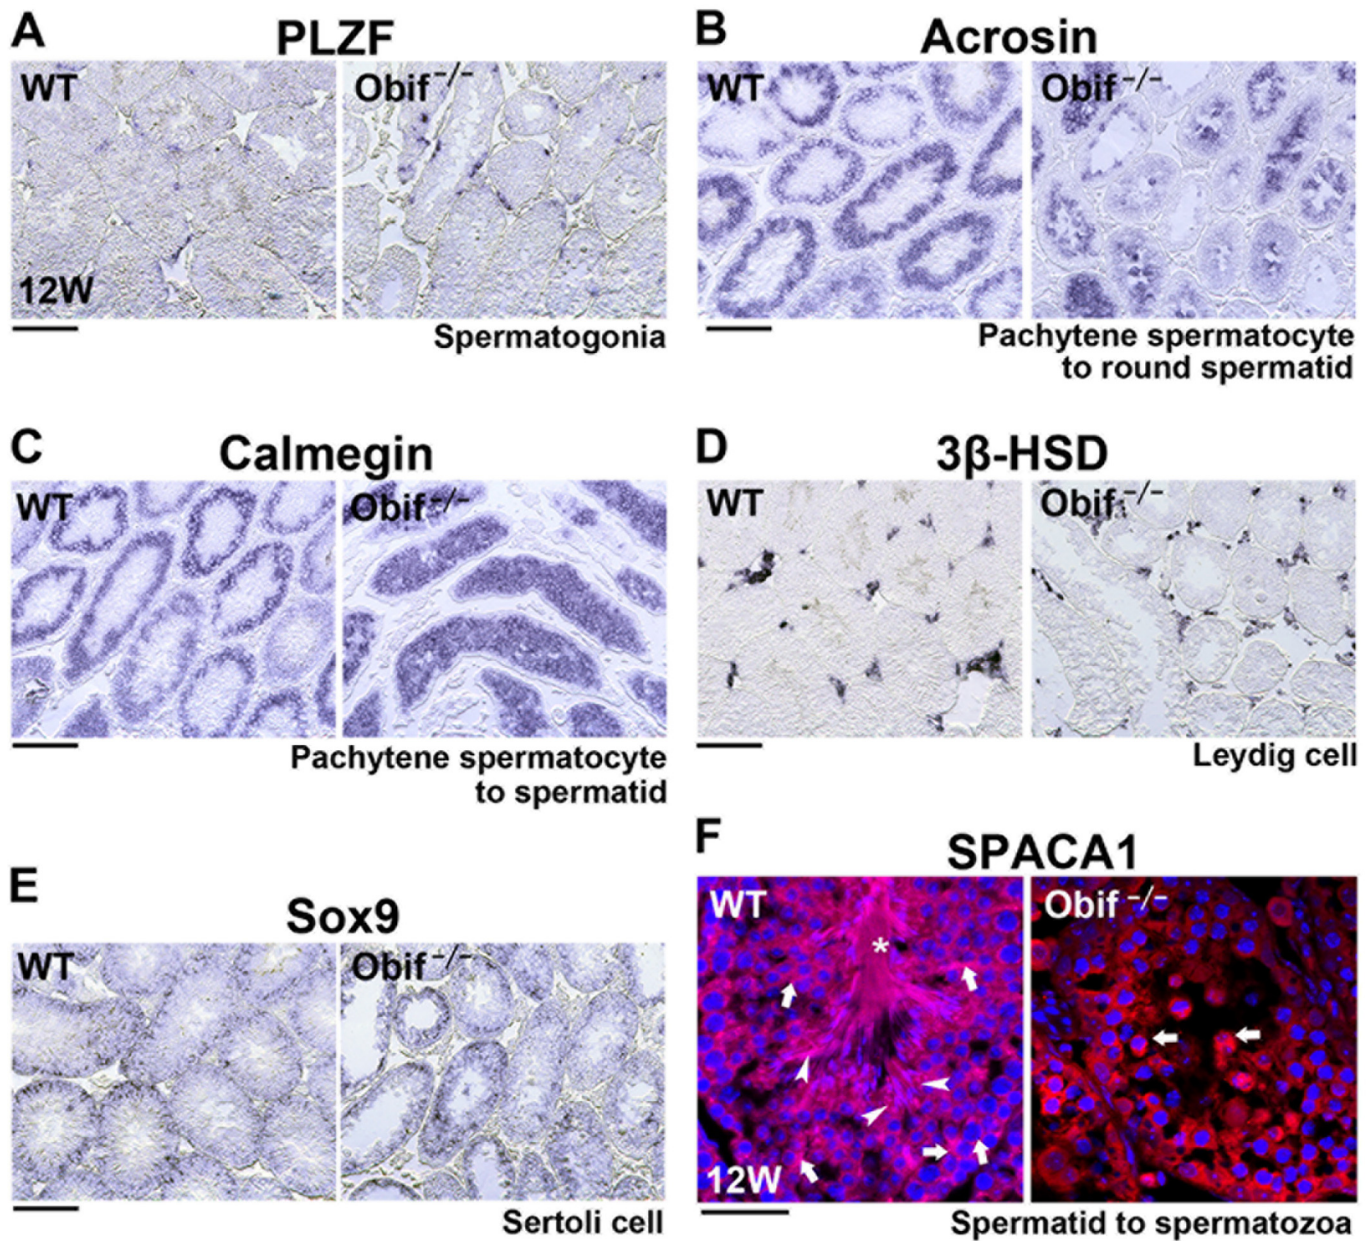 A
PLZF
WT
Obif−/−
12W
Spermatogonia
B
Acrosin
WT
Obif−/−
Pachytene spermatocyte
to round spermatid
C
Calmegin
WT
Obif−/−
Pachytene spermatocyte
to spermatid
D
3β-HSD
WT
Obif−/−
Leydig cell
E
Sox9
WT
Obif−/−
Sertoli cell
F
SPACA1
WT
Obif −/−
*
12W
Spermatid to spermatozoa